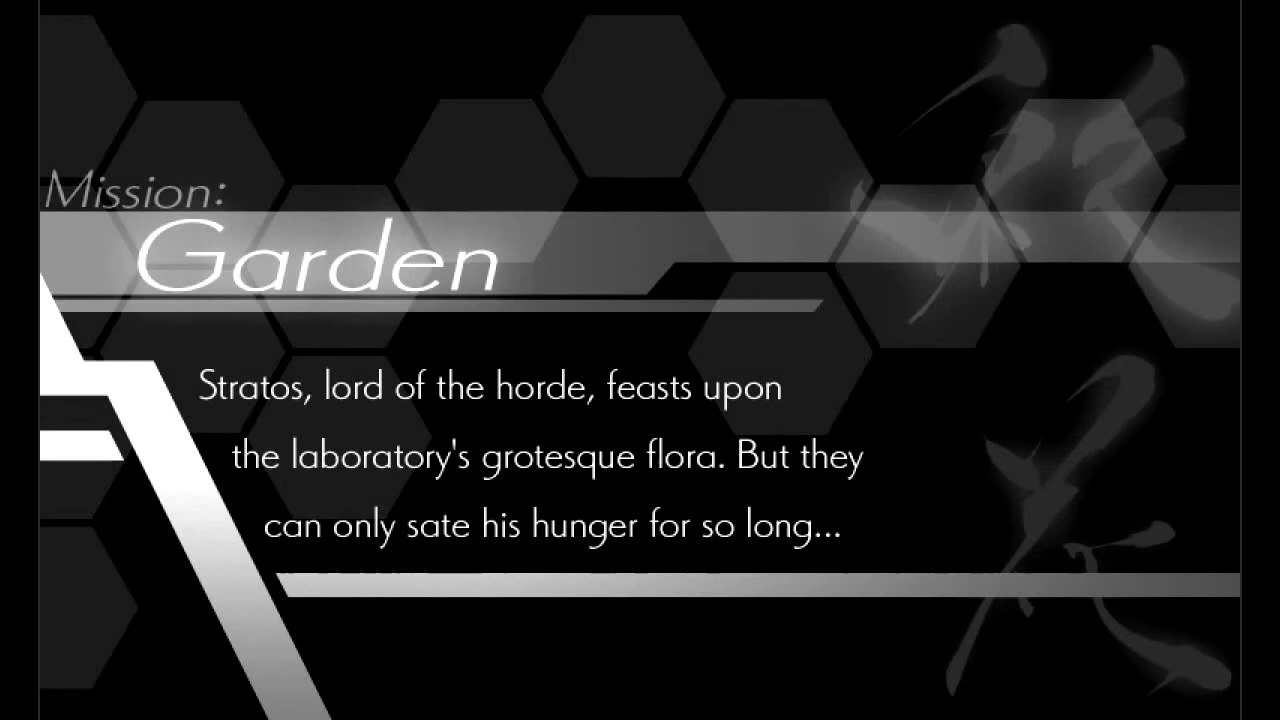 Mission:
Garden
Stratos, lord of the horde, feasts upon
the laboratory's grotesque flora. But they
can only sate his hunger for so long...